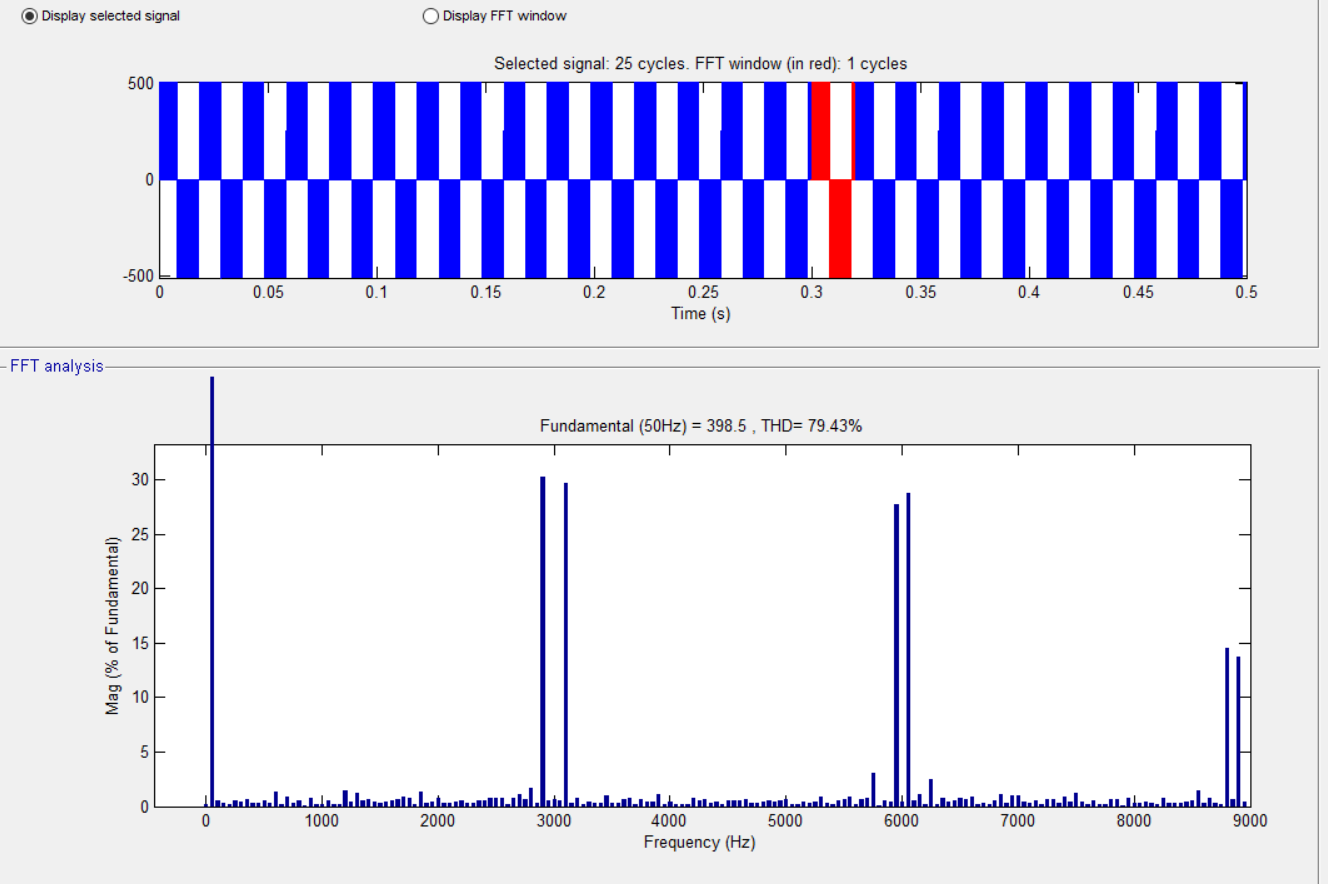 Display selected signal
Display FFT window
Selected signal: 25 cycles. FFT window (in red): 1 cycles
500
0
-500
0 0.05 0.1 0.15 0.2 0.25 0.3 0.35 0.4 0.45 0.5
Time (s)
FFT analysis
Fundamental (50Hz) = 398.5 , THD= 79.43%
30
25
20
15
10
5
0
Mag (% of Fundamental)
0 1000 2000 3000 4000 5000 6000 7000 8000 9000
Frequency (Hz)